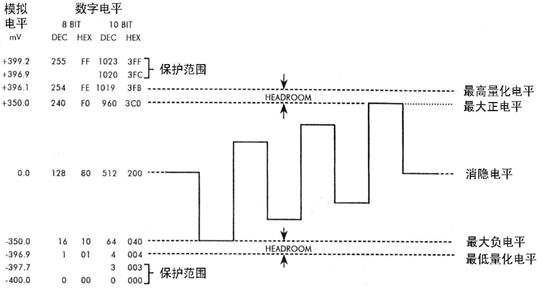 模拟 数字电平
电平 8 BIT 10 BIT
mV DEC HEX DEC HEX
+399.2 255 FF 1023 3FF
保护范围
+396.9 1020 3FC
+396.1 254 FE 1019 3FB 最高量化电平
HEADROOM
+350.0 240 F0 960 3C0 最大正电平
0.0 128 80 512 200 消隐电平
-350.0 16 10 64 040 最大负电平
HEADROOM
-396.9 1 01 4 004 最低量化电平
-397.7 3 003
保护范围
-400.0 0 00 0 000